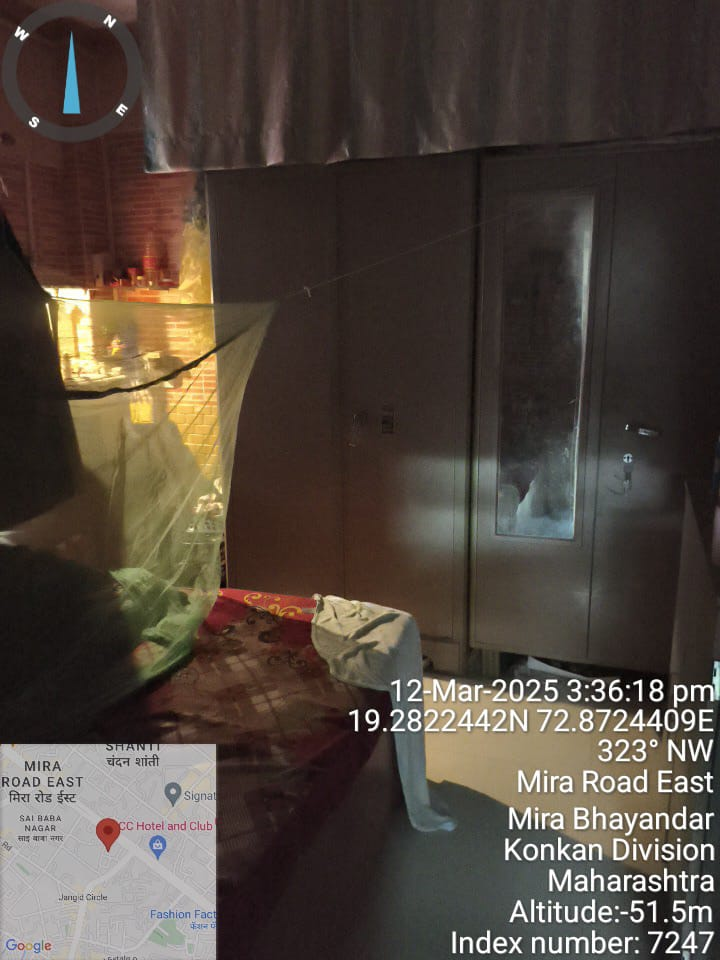 W
N
S
E
12-Mar-2025 3:36:18 pm
19.2822442N 72.8724409E
323° NW
Mira Road East
Mira Bhayandar
Konkan Division
Maharashtra
Altitude:-51.5m
Index number: 7247
SHANTI
चंदन शांती
MIRA
ROAD EAST
मिरा रोड ईस्ट
Signat
SAI BABA
NAGAR
साई बाबा नगर
CC Hotel and Club
Rd
Jangid Circle
Fashion Fact
Google